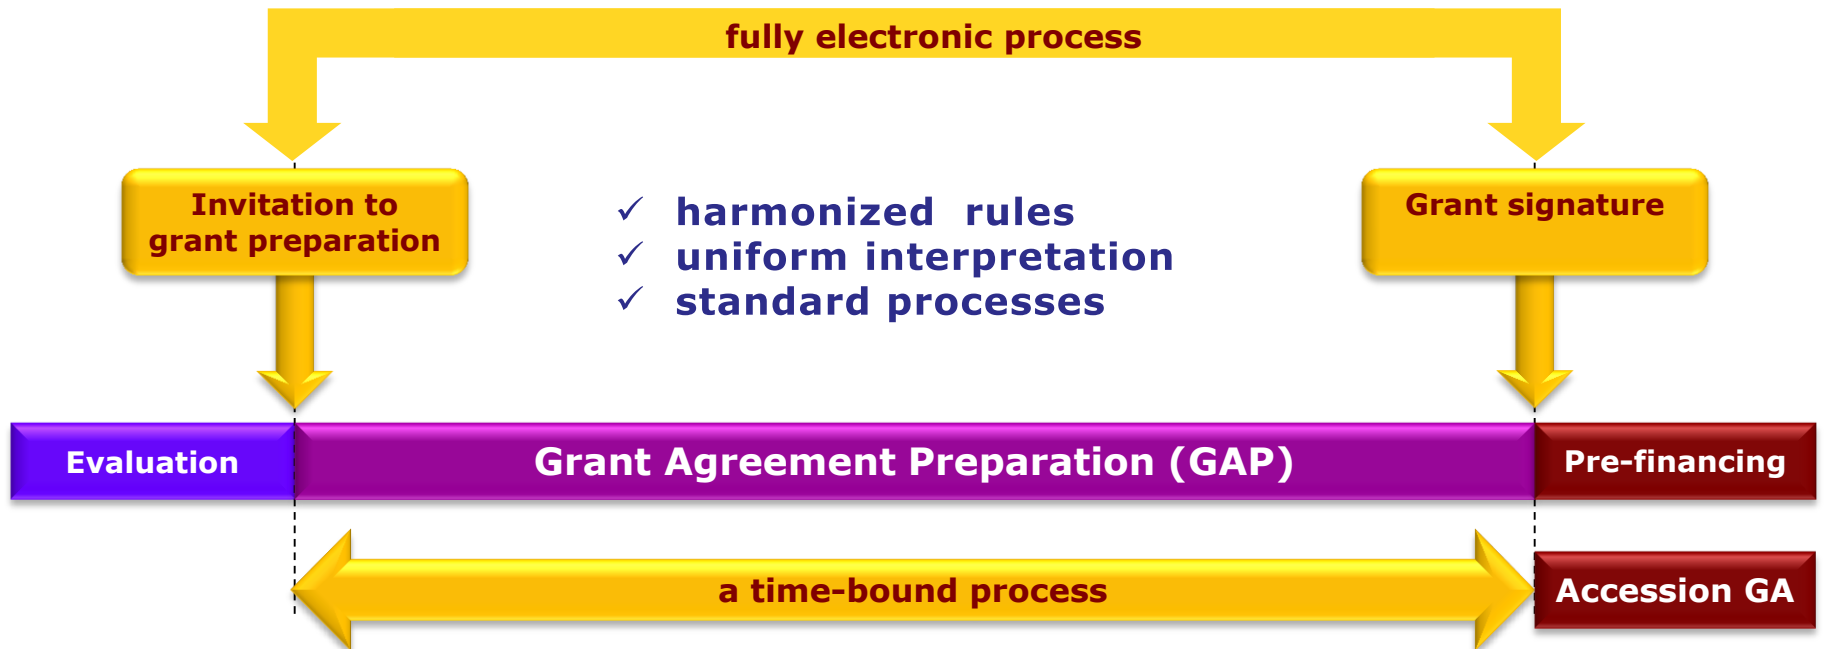 fully electronic process
Invitation to
grant preparation
✓ harmonized rules
✓ uniform interpretation
✓ standard processes
Grant signature
Evaluation
Grant Agreement Preparation (GAP)
Pre-financing
a time-bound process
Accession GA